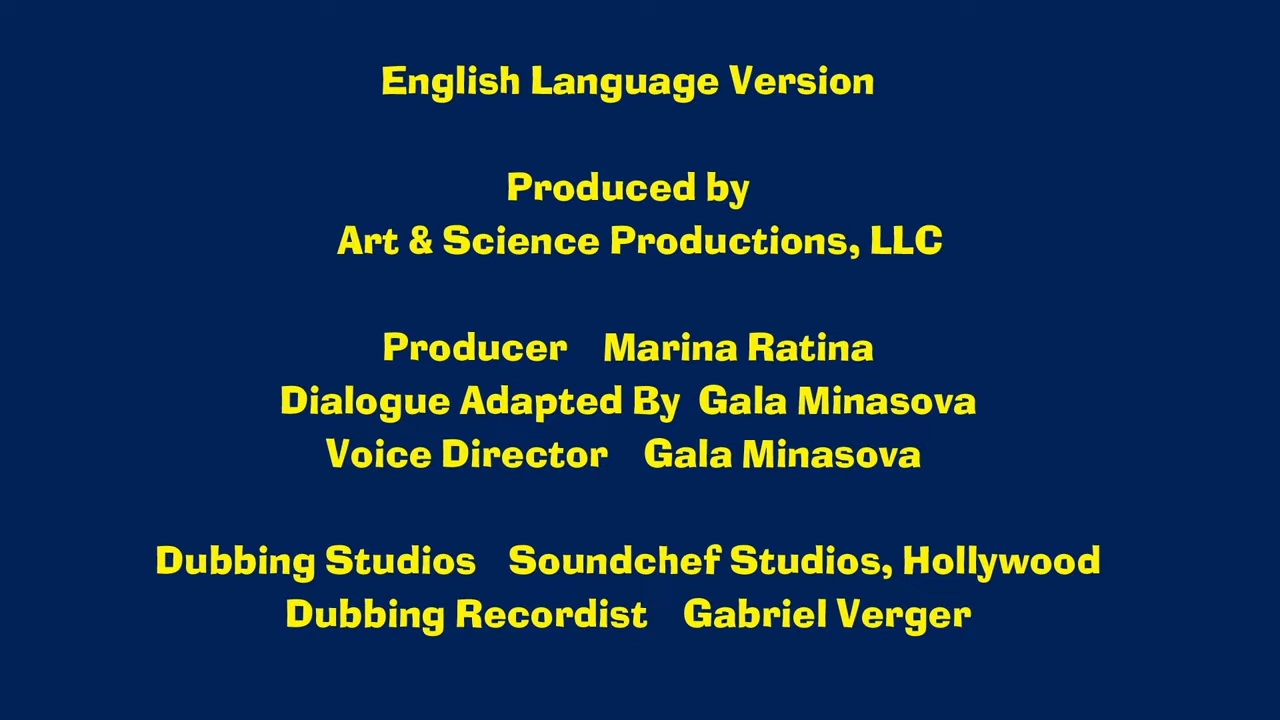 English Language Version
Produced by
Art & Science Productions, LLC
Producer Marina Ratina
Dialogue Adapted By Gala Minasova
Voice Director Gala Minasova
Dubbing Studios Soundchef Studios, Hollywood
Dubbing Recordist Gabriel Verger